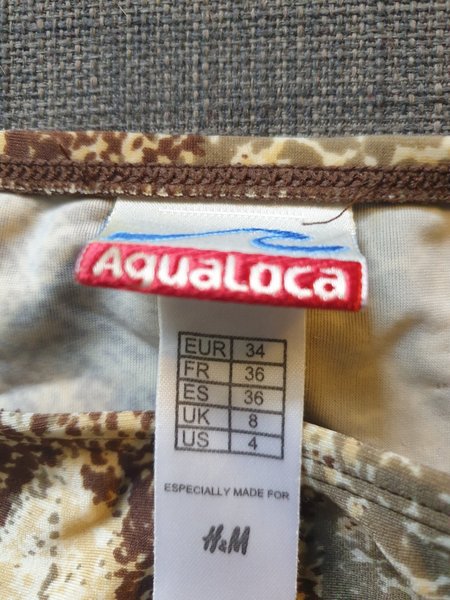 AquaLoca
EUR 34
FR 36
ES 36
UK 8
US 4
ESPECIALLY MADE FOR
H&M